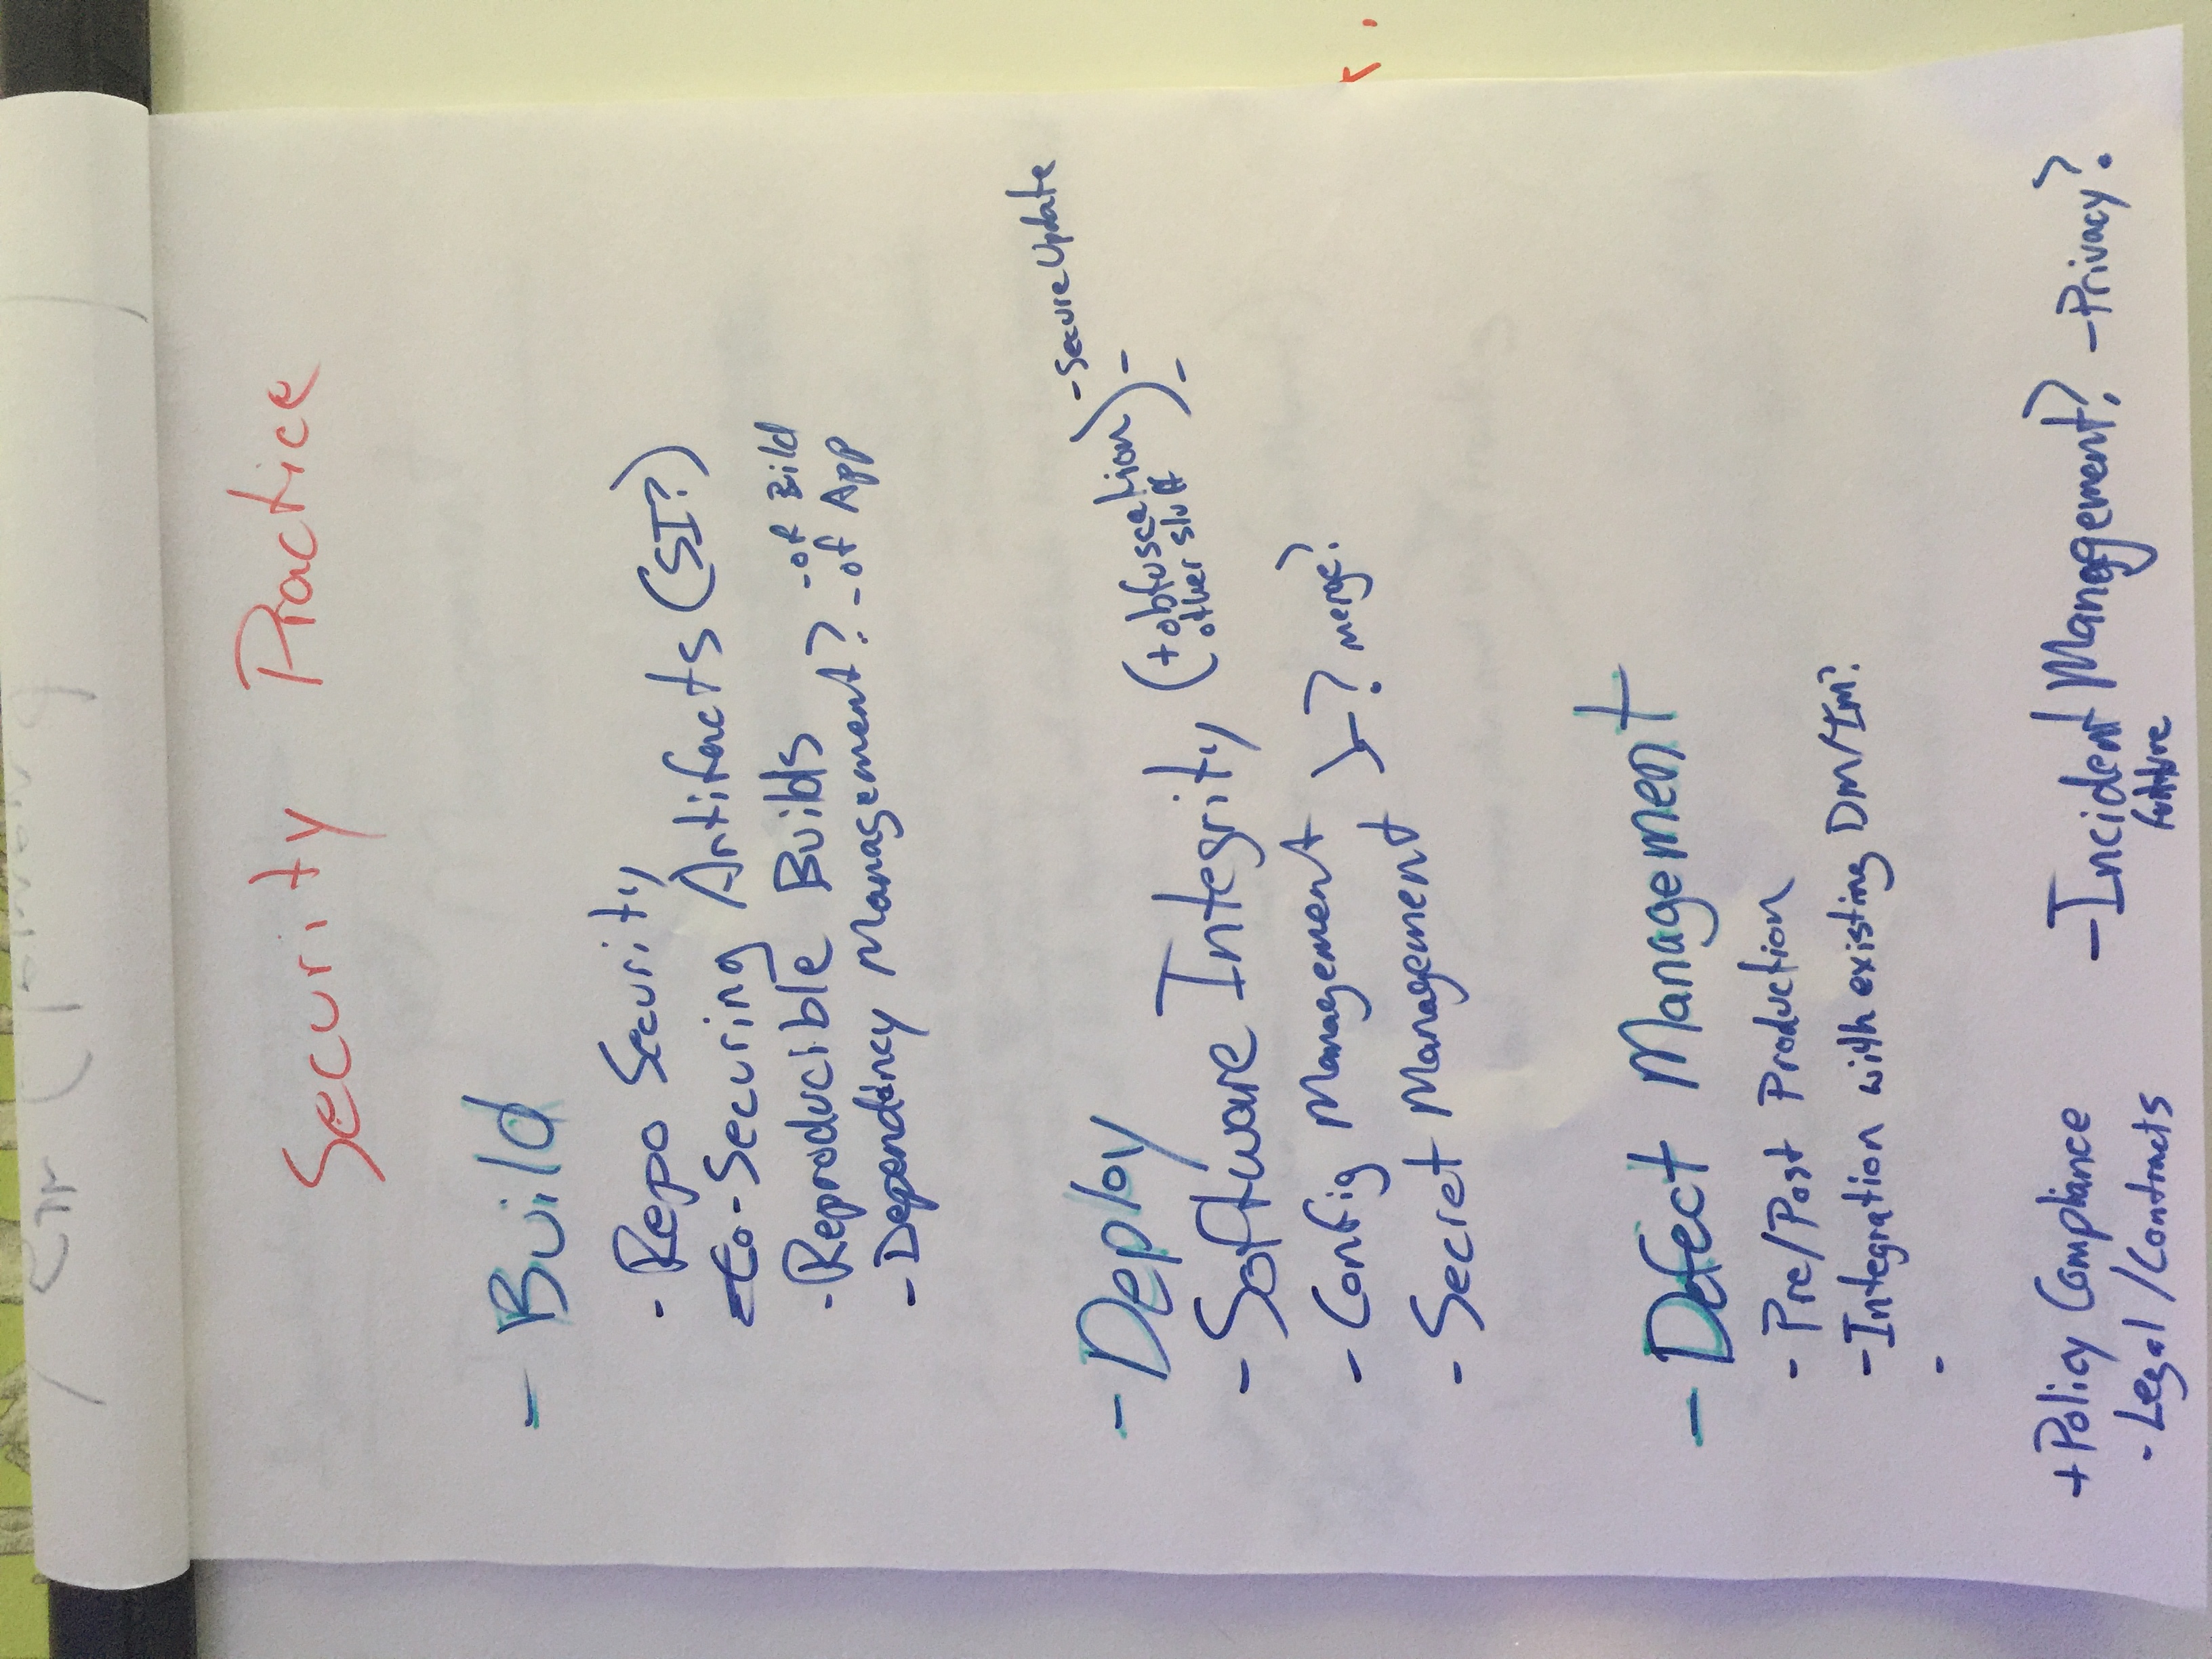 Security Practice
- Build
- Repo Security
- Securing Artifacts (SI?)
- Reproducible Builds
- Dependency Management? - of Bild - of App
- Deploy
- Software Integrity (+ obfuscation other stuff) - Secure Update
-
-
- Config Management
- Secret Management } - ? merge?
- Defect Management
- Pre/Post Production
- Integration with existing DM/IM?
-
+ Policy Compliance
- Legal / Contracts
- Incident Management?
future
- Privacy?